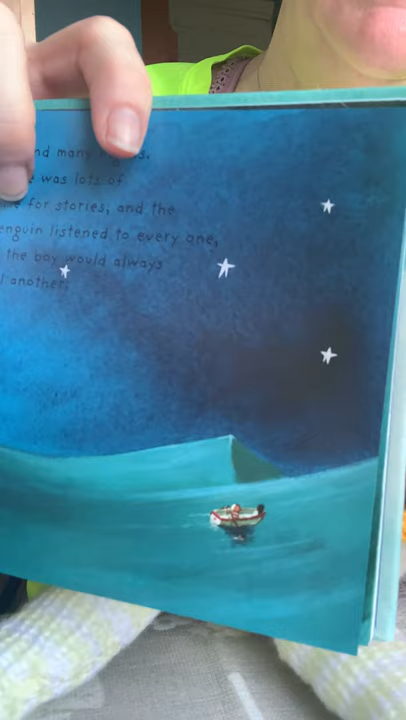 nd many
was lots of
for stories, and the
enguin listened to every one,
the boy would always
another.